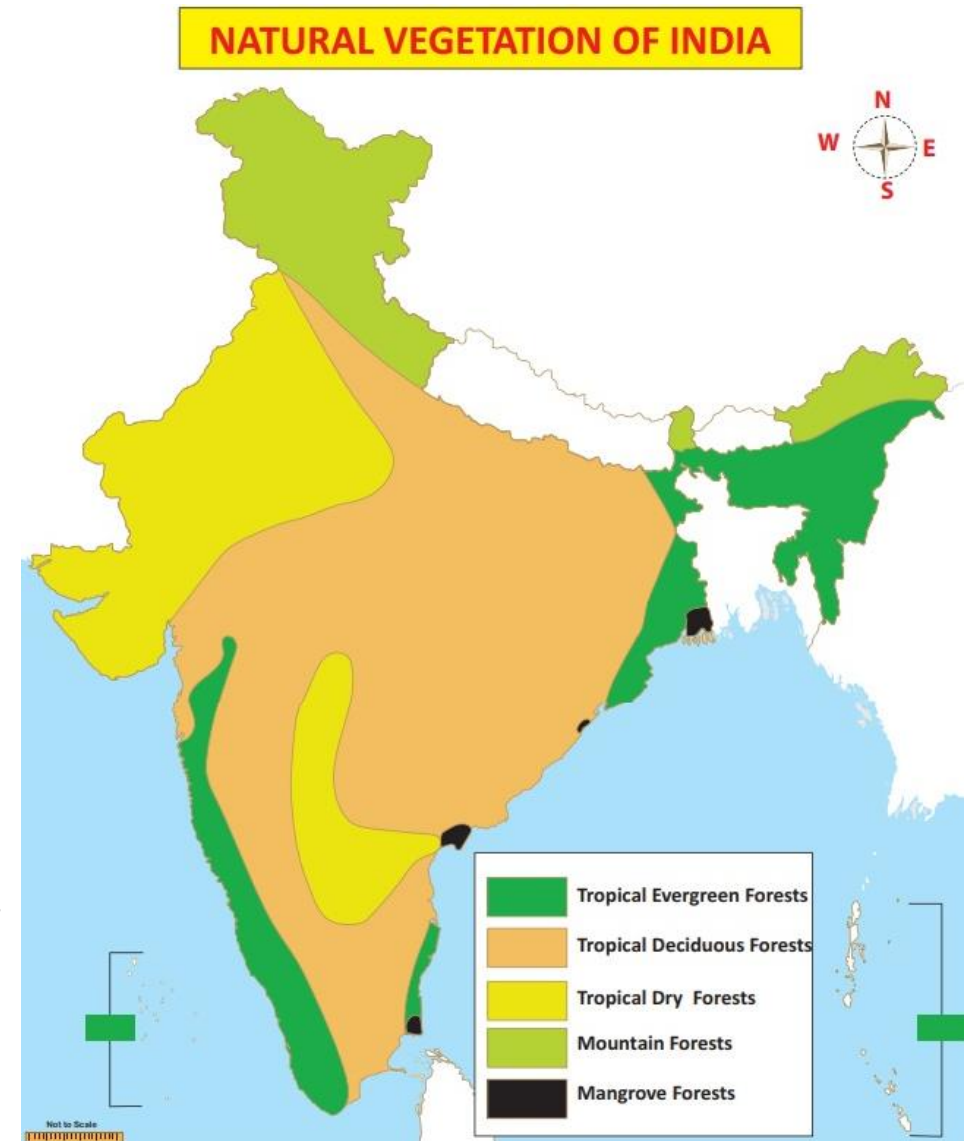 NATURAL VEGETATION OF INDIA
N
W E
S
Tropical Evergreen Forests
Tropical Deciduous Forests
Tropical Dry Forests
Mountain Forests
Mangrove Forests
Not to Scale